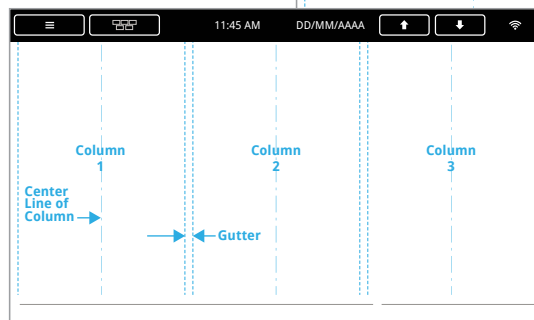 11:45 AM DD/MM/AAAA
Column
1
Column
2
Column
3
Center
Line of
Column
Gutter